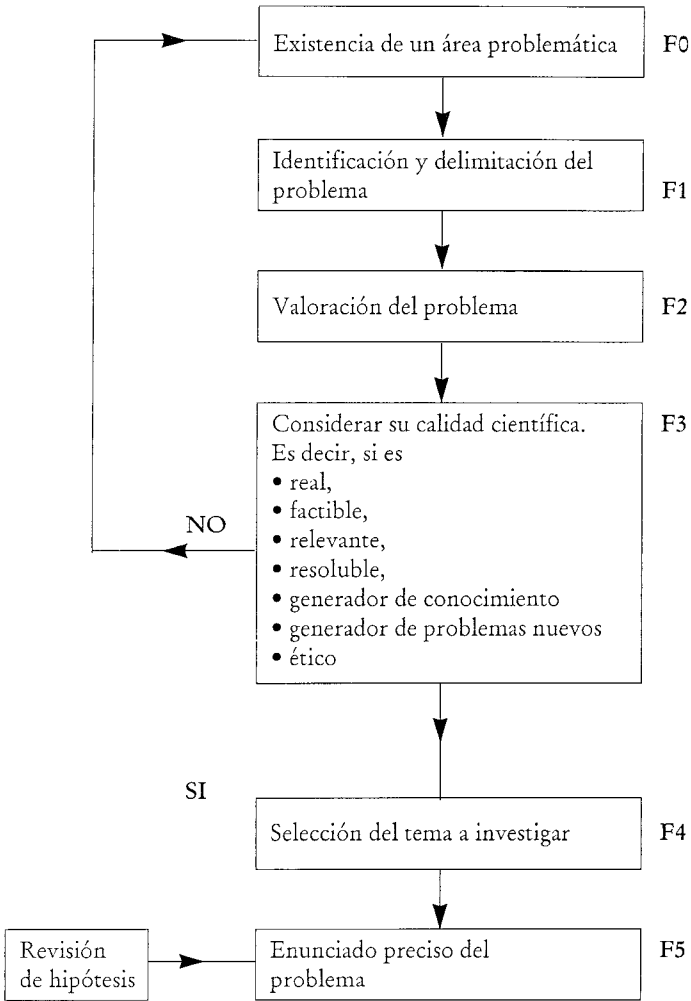 Existencia de un área problemática
F0
Identificación y delimitación del
problema
F1
Valoración del problema
F2
Considerar su calidad científica.
F3
Es decir, si es
• real,
• factible,
• relevante,
• resoluble,
• generador de conocimiento
• generador de problemas nuevos
• ético
NO
SI
Selección del tema a investigar
F4
Revisión
de hipótesis
Enunciado preciso del
problema
F5